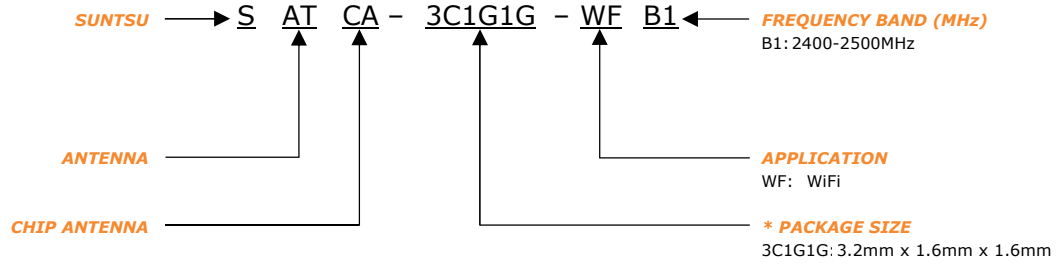 SUNTSU
S AT CA – 3C1G1G – WF B1
FREQUENCY BAND (MHz)
B1: 2400-2500MHz
ANTENNA
APPLICATION
WF: WiFi
CHIP ANTENNA
* PACKAGE SIZE
3C1G1G: 3.2mm x 1.6mm x 1.6mm